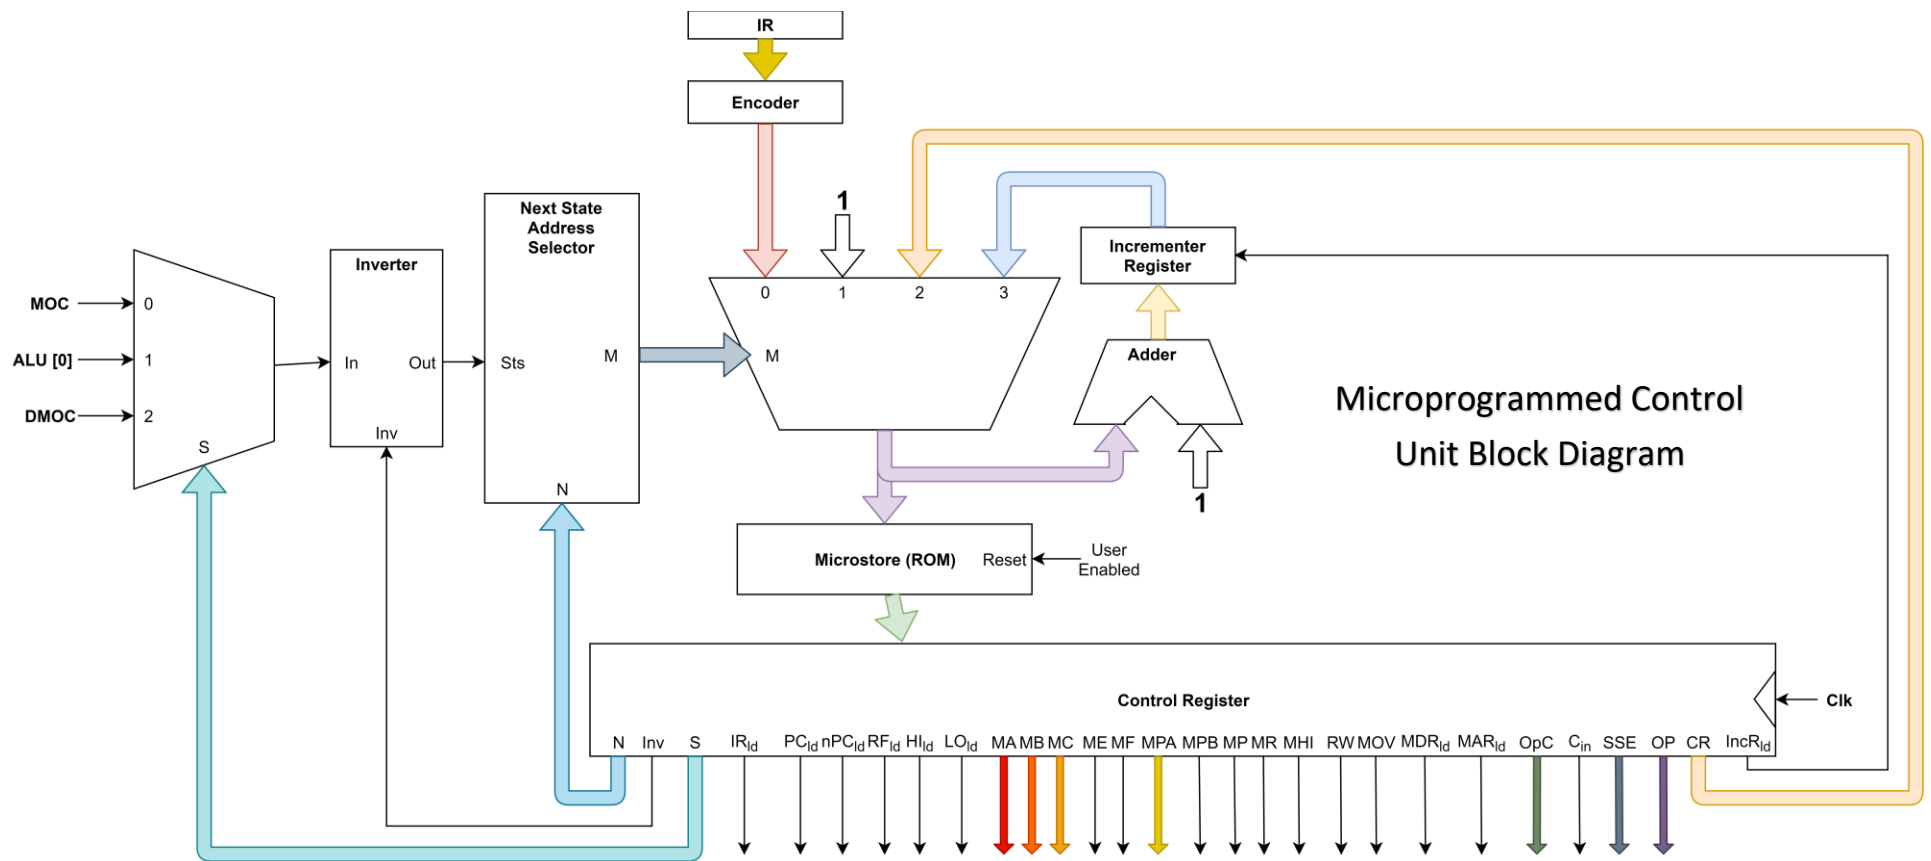 IR
Encoder
1
Next State
Address
Selector
Incrementer
Register
Inverter
MOC
0
ALU [0]
1
DMOC
2
S
In
Out
Inv
Sts
M
N
0
1
2
3
M
Adder
1
Microprogrammed Control
Unit Block Diagram
Microstore (ROM)
Reset
User
Enabled
Control Register
Clk
N Inv S IRld PCld nPCld RFld HIld LOld MA MB MC ME MF MPA MPB MP MR MHI RW MOV MDRld MARld OpC Cin SSE OP CR IncRld